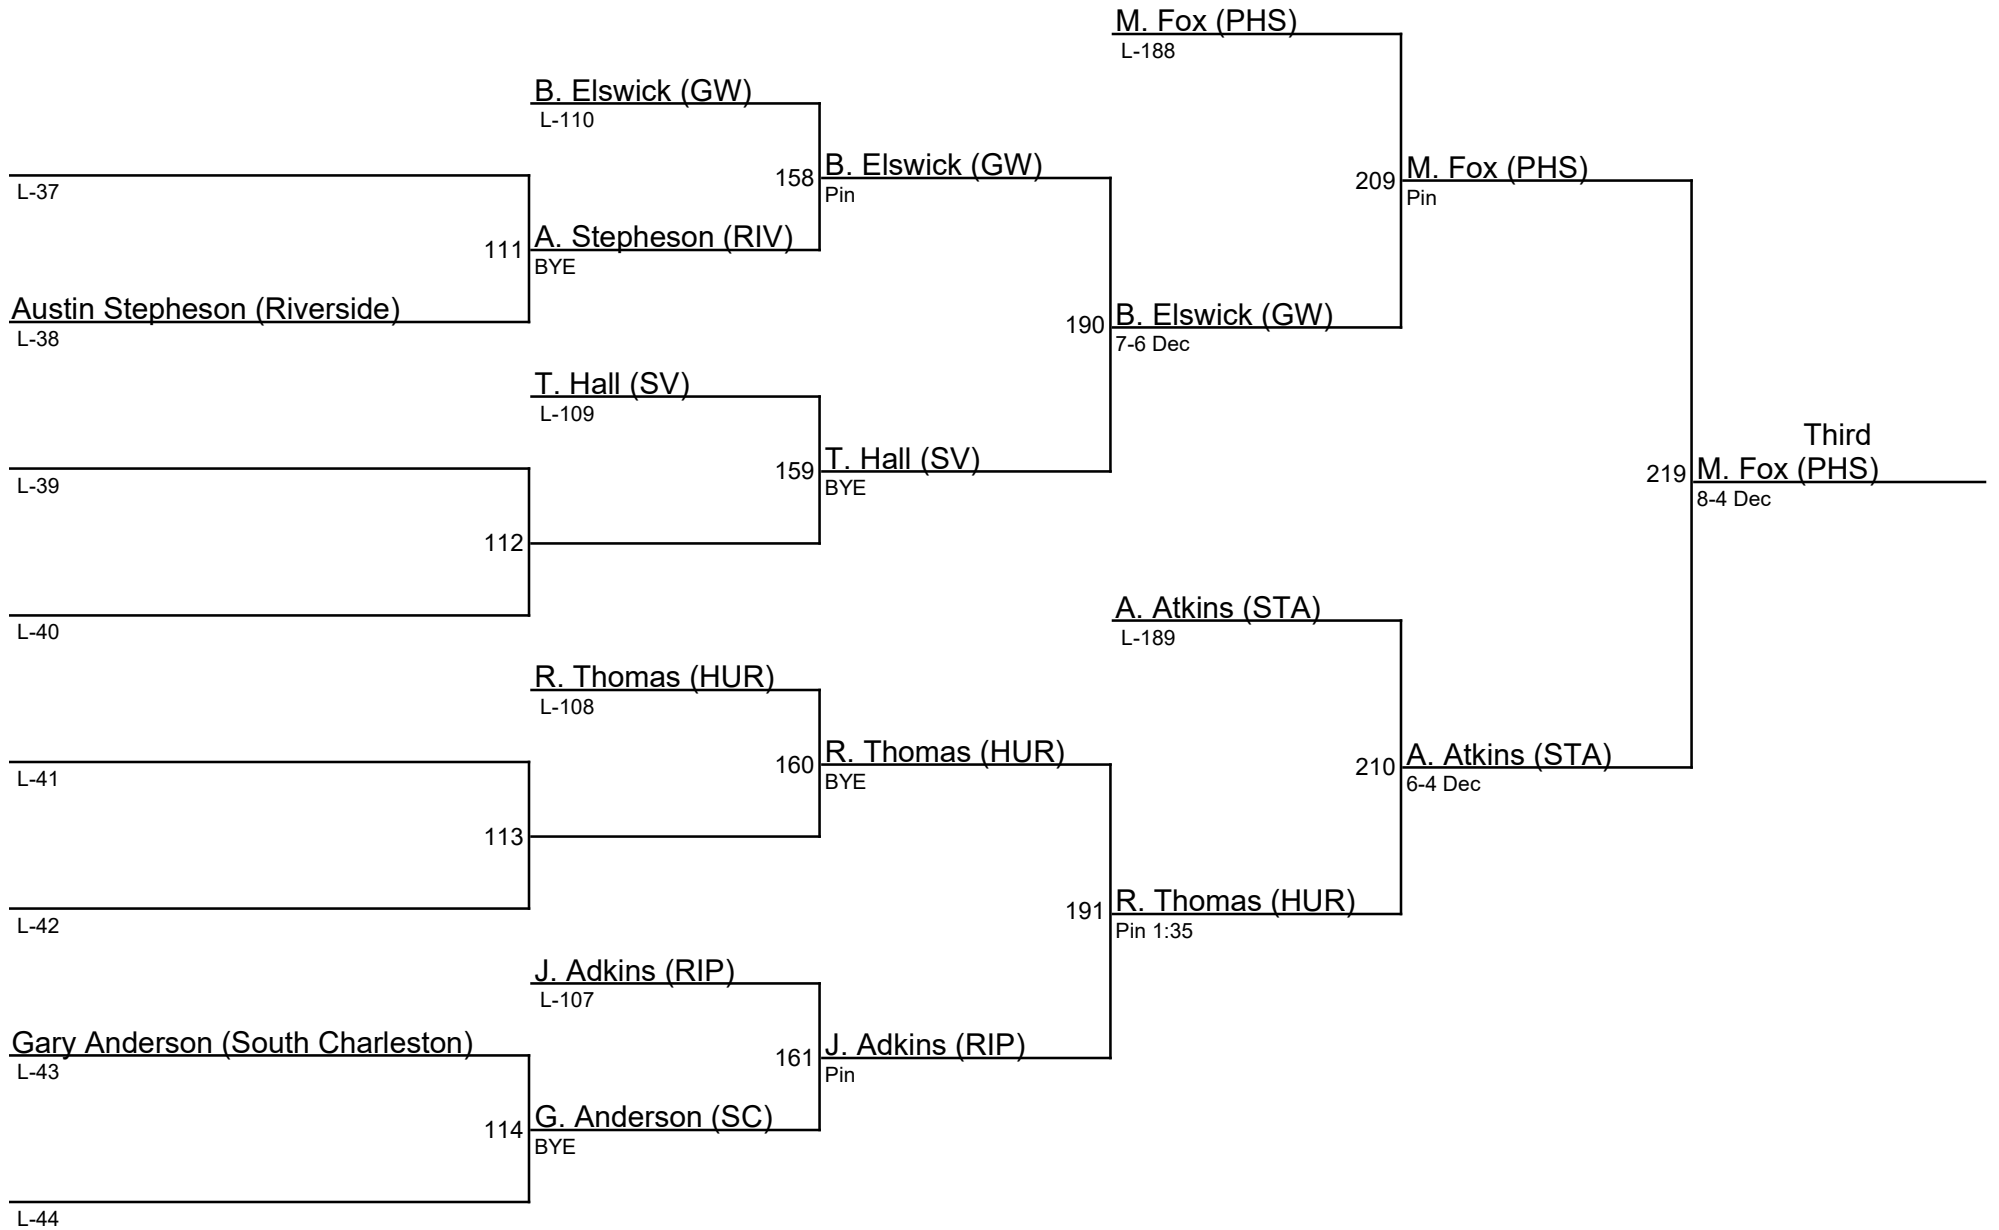 M. Fox (PHS)
L-188
B. Elswick (GW)
L-110
158
B. Elswick (GW)
Pin
209
M. Fox (PHS)
Pin
L-37
111
A. Stepheson (RIV)
BYE
Austin Stepheson (Riverside)
L-38
190
B. Elswick (GW)
7-6 Dec
T. Hall (SV)
L-109
159
T. Hall (SV)
BYE
L-39
Third
219
M. Fox (PHS)
8-4 Dec
112
L-40
A. Atkins (STA)
L-189
R. Thomas (HUR)
L-108
160
R. Thomas (HUR)
BYE
210
A. Atkins (STA)
6-4 Dec
L-41
113
L-42
191
R. Thomas (HUR)
Pin 1:35
J. Adkins (RIP)
L-107
161
J. Adkins (RIP)
Pin
Gary Anderson (South Charleston)
L-43
114
G. Anderson (SC)
BYE
L-44